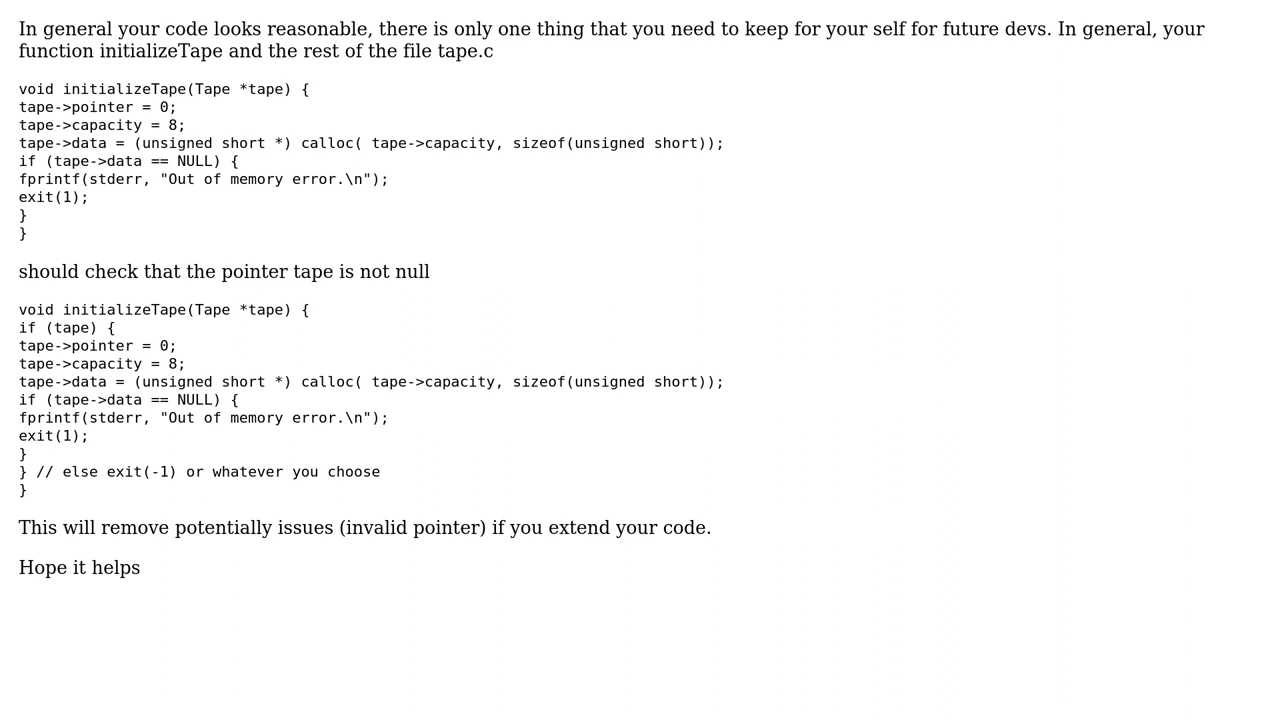 In general your code looks reasonable, there is only one thing that you need to keep for your self for future devs. In general, your
function initializeTape and the rest of the file tape.c
void initializeTape(Tape *tape) {
tape->pointer = 0;
tape->capacity = 8;
tape->data = (unsigned short *) calloc( tape->capacity, sizeof(unsigned short));
if (tape->data == NULL) {
fprintf(stderr, "Out of memory error.\n");
exit(1);
}
}
should check that the pointer tape is not null
void initializeTape(Tape *tape) {
if (tape) {
tape->pointer = 0;
tape->capacity = 8;
tape->data = (unsigned short *) calloc( tape->capacity, sizeof(unsigned short));
if (tape->data == NULL) {
fprintf(stderr, "Out of memory error.\n");
exit(1);
}
} // else exit(-1) or whatever you choose
}
This will remove potentially issues (invalid pointer) if you extend your code.
Hope it helps